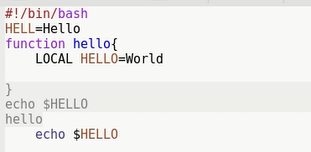 #!/bin/bash
HELL=Hello
function hello{
LOCAL HELLO=World
}
echo $HELLO
hello
echo $HELLO